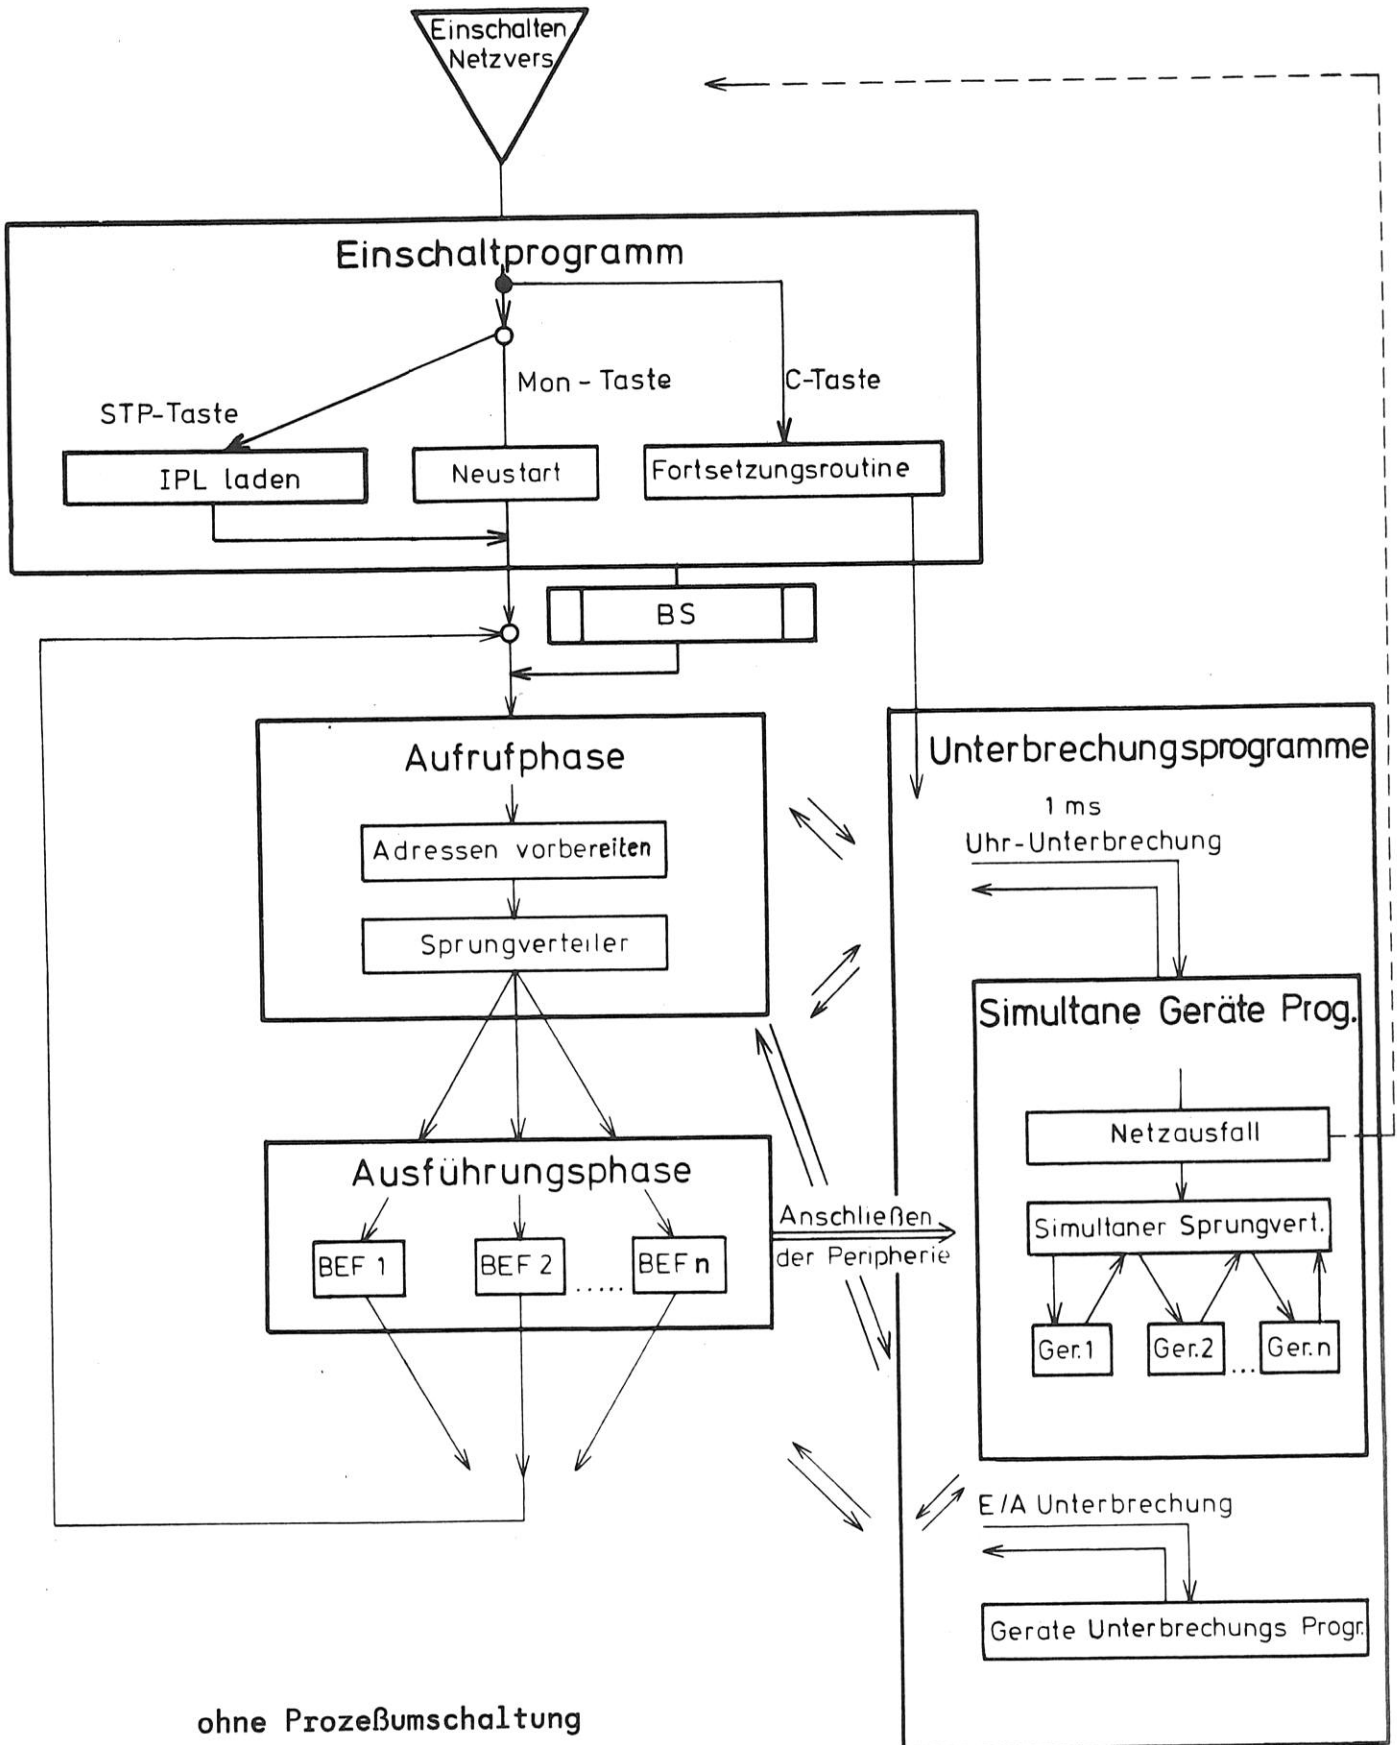 Einschalten
Netzvers
Einschaltprogramm
Mon - Taste
C-Taste
STP-Taste
IPL laden
Neustart
Fortsetzungsroutine
BS
Aufrufphase
Adressen vorbereiten
Sprungverteiler
Ausführungsphase
BEF 1
BEF 2
.....
BEF n
Anschließen
der Peripherie
Unterbrechungsprogramme
1 ms
Uhr-Unterbrechung
Simultane Geräte Prog.
Netzausfall
Simultaner Sprungvert.
Ger.1
Ger.2
...
Ger.n
E/A Unterbrechung
Gerate Unterbrechungs Progr.
ohne Prozeßumschaltung